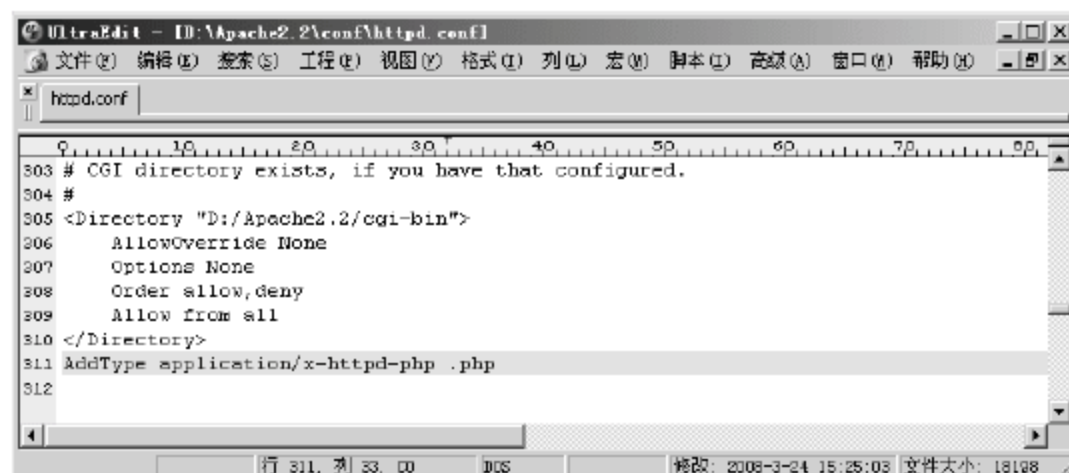 UltraEdit - [D:\Apache2.2\conf\httpd.conf]
文件(F) 编辑(E) 搜索(S) 工程(P) 视图(V) 格式(T) 列(L) 宏(M) 脚本(I) 高级(A) 窗口(W) 帮助(H)
httpd.conf
0 10 20 30 40 50 60 70 80
303 # CGI directory exists, if you have that configured.
304 #
305 <Directory "D:/Apache2.2/cgi-bin">
306 AllowOverride None
307 Options None
308 Order allow,deny
309 Allow from all
310 </Directory>
311 AddType application/x-httpd-php .php
312
行 311, 列 33, C0 DOS 修改: 2008-3-24 15:25:03 文件大小: 18198